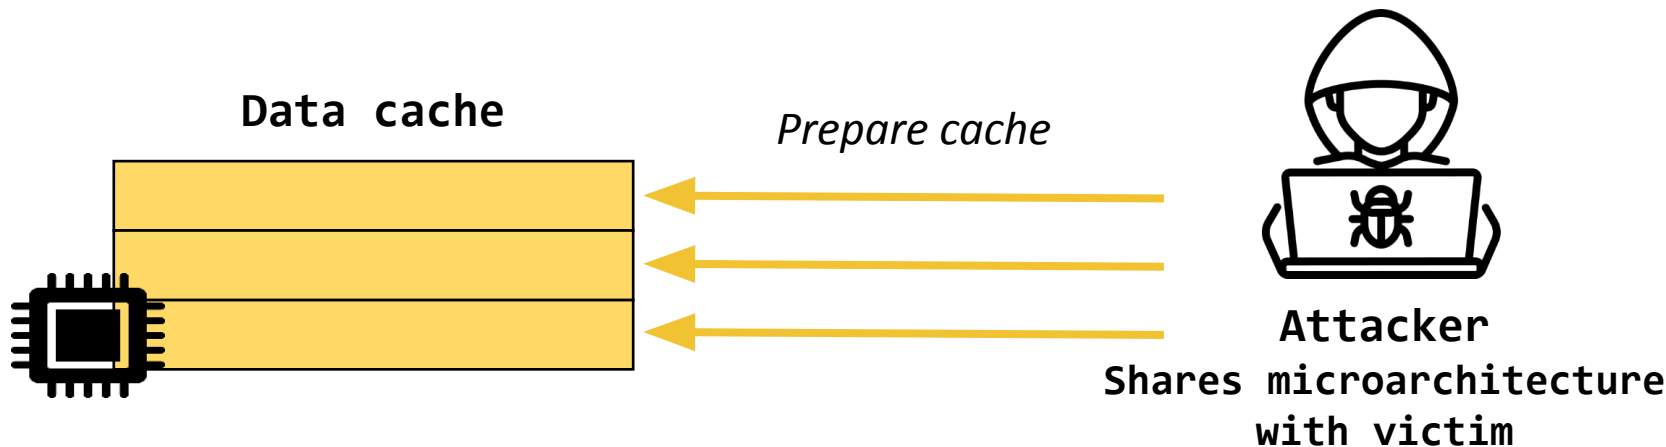 Data cache
Prepare cache
Attacker
Shares microarchitecture
with victim